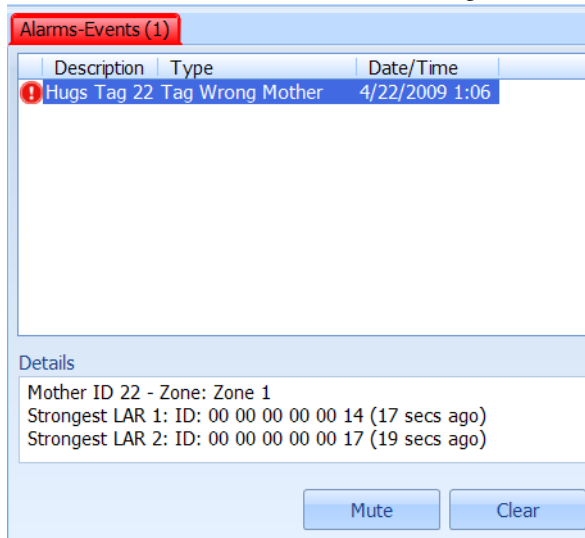 Alarms-Events (1)
Description Type Date/Time
Hugs Tag 22 Tag Wrong Mother 4/22/2009 1:06
Details
Mother ID 22 - Zone: Zone 1
Strongest LAR 1: ID: 00 00 00 00 00 14 (17 secs ago)
Strongest LAR 2: ID: 00 00 00 00 00 17 (19 secs ago)
Mute Clear